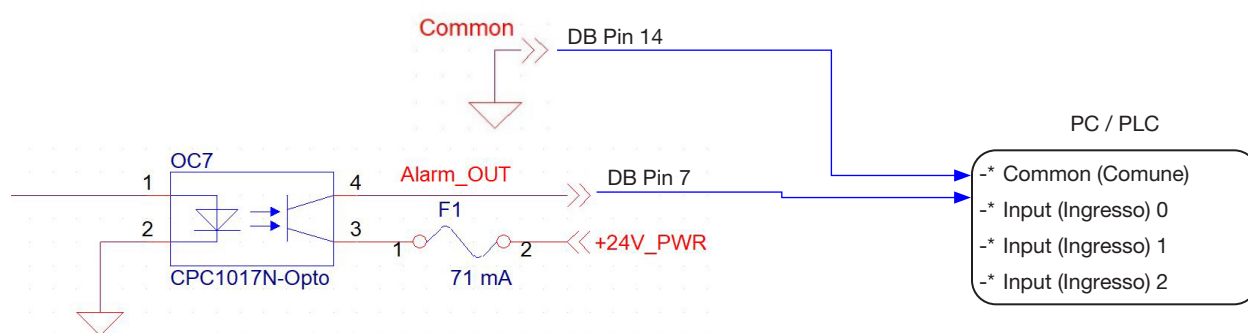 Common
DB Pin 14
PC / PLC
OC7
1
2
4
3
CPC1017N-Opto
Alarm_OUT
DB Pin 7
F1
1
2
71 mA
+24V_PWR
-* Common (Comune)
-* Input (Ingresso) 0
-* Input (Ingresso) 1
-* Input (Ingresso) 2